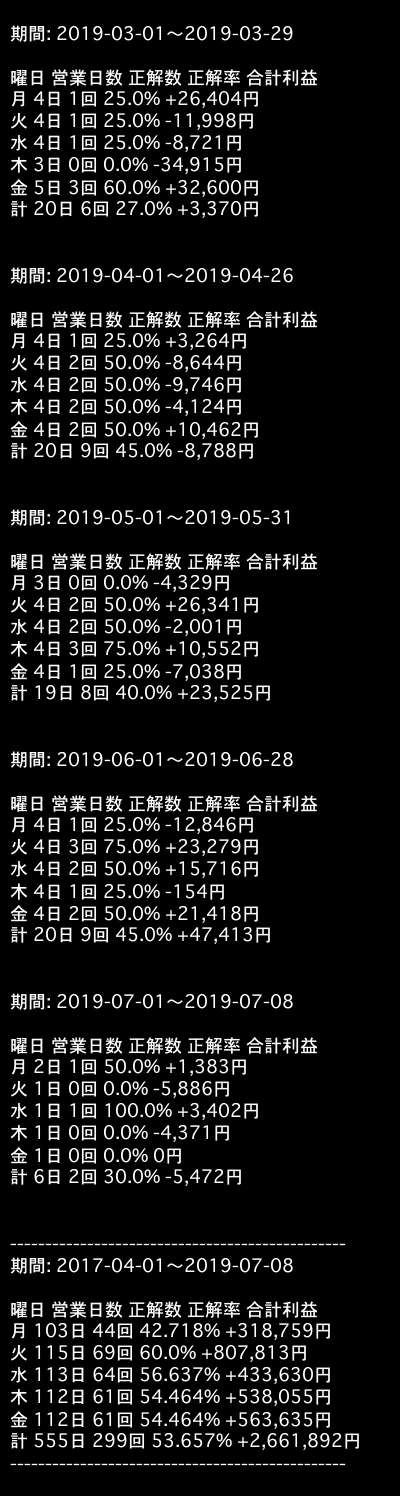 期間: 2019-03-01〜2019-03-29
曜日 営業日数 正解数 正解率 合計利益
月 4日 1回 25.0% +26,404円
火 4日 1回 25.0% -11,998円
水 4日 1回 25.0% -8,721円
木 3日 0回 0.0% -34,915円
金 5日 3回 60.0% +32,600円
計 20日 6回 27.0% +3,370円
期間: 2019-04-01〜2019-04-26
曜日 営業日数 正解数 正解率 合計利益
月 4日 1回 25.0% +3,264円
火 4日 2回 50.0% -8,644円
水 4日 2回 50.0% -9,746円
木 4日 2回 50.0% -4,124円
金 4日 2回 50.0% +10,462円
計 20日 9回 45.0% -8,788円
期間: 2019-05-01〜2019-05-31
曜日 営業日数 正解数 正解率 合計利益
月 3日 0回 0.0% -4,329円
火 4日 2回 50.0% +26,341円
水 4日 2回 50.0% -2,001円
木 4日 3回 75.0% +10,552円
金 4日 1回 25.0% -7,038円
計 19日 8回 40.0% +23,525円
期間: 2019-06-01〜2019-06-28
曜日 営業日数 正解数 正解率 合計利益
月 4日 1回 25.0% -12,846円
火 4日 3回 75.0% +23,279円
水 4日 2回 50.0% +15,716円
木 4日 1回 25.0% -154円
金 4日 2回 50.0% +21,418円
計 20日 9回 45.0% +47,413円
期間: 2019-07-01〜2019-07-08
曜日 営業日数 正解数 正解率 合計利益
月 2日 1回 50.0% +1,383円
火 1日 0回 0.0% -5,886円
水 1日 1回 100.0% +3,402円
木 1日 0回 0.0% -4,371円
金 1日 0回 0.0% 0円
計 6日 2回 30.0% -5,472円
------------------------------------------------
期間: 2017-04-01〜2019-07-08
曜日 営業日数 正解数 正解率 合計利益
月 103日 44回 42.718% +318,759円
火 115日 69回 60.0% +807,813円
水 113日 64回 56.637% +433,630円
木 112日 61回 54.464% +538,055円
金 112日 61回 54.464% +563,635円
計 555日 299回 53.657% +2,661,892円
------------------------------------------------